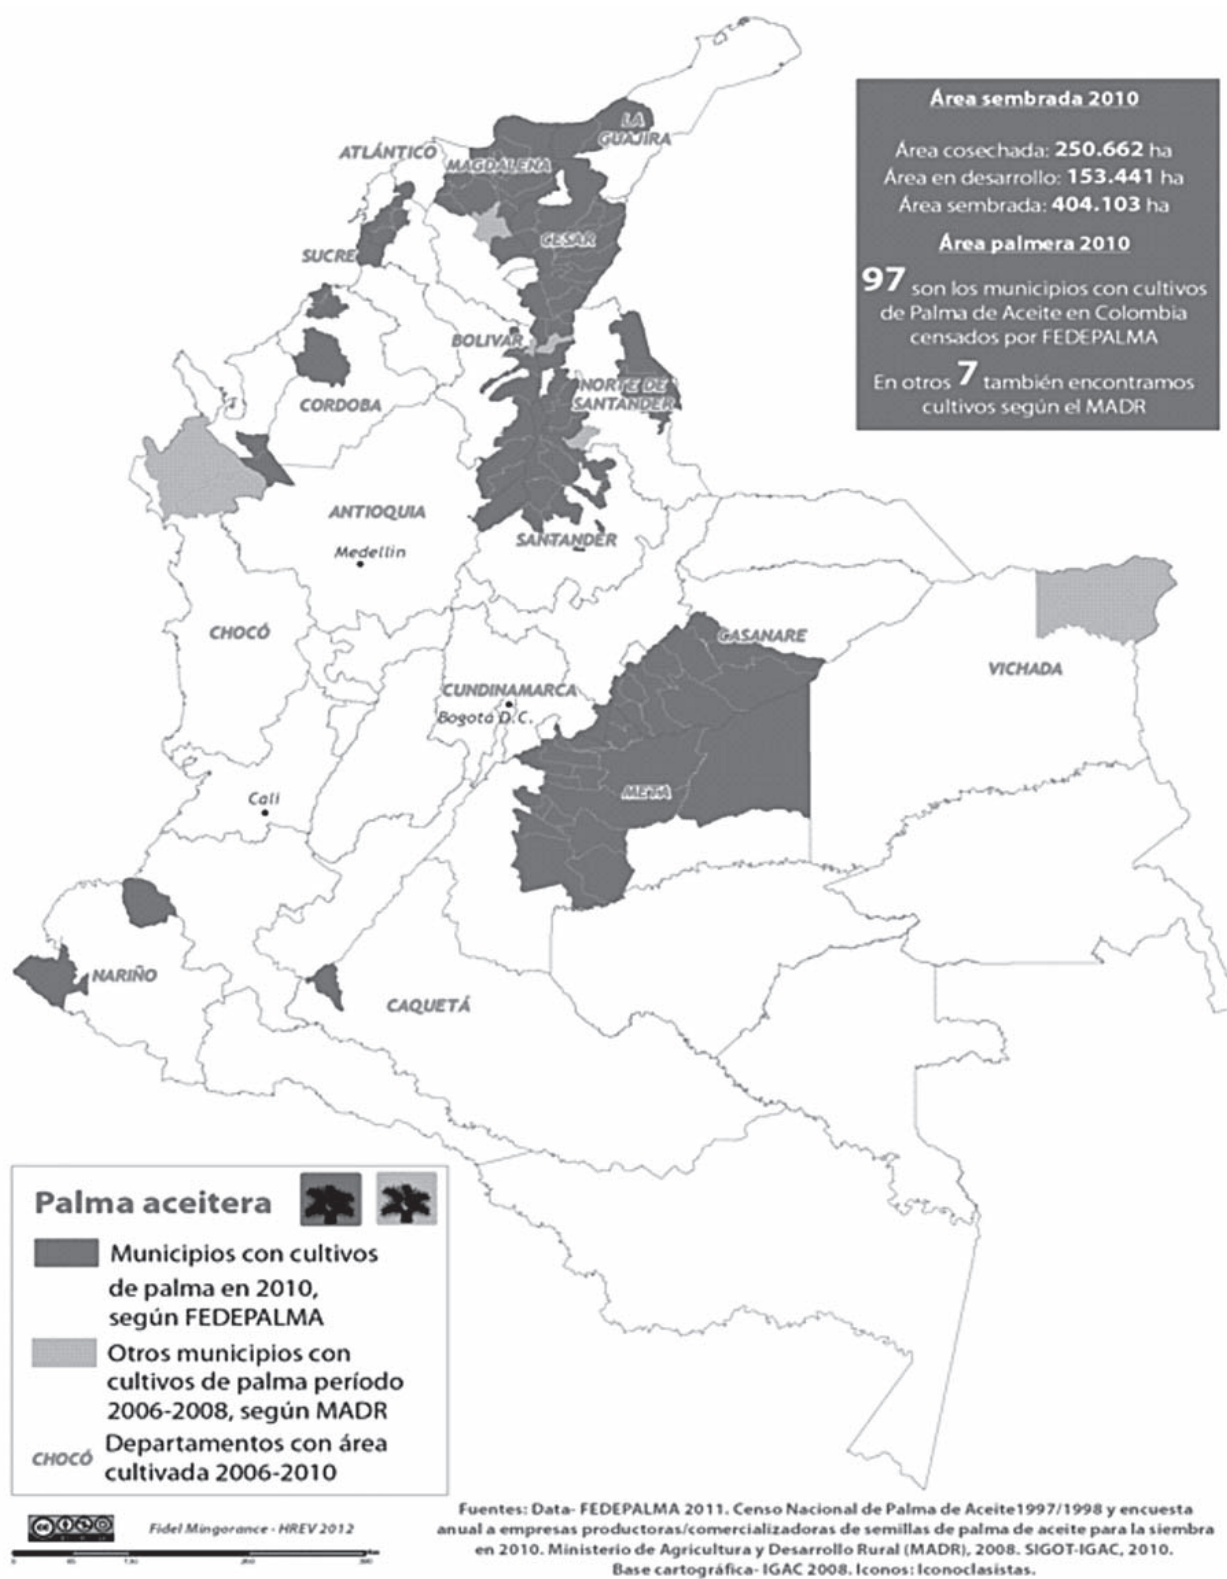 Área sembrada 2010
Área cosechada: 250.662 ha
Área en desarrollo: 153.441 ha
Área sembrada: 404.103 ha
Área palmera 2010
97 son los municipios con cultivos
de Palma de Aceite en Colombia
censados por FEDEPALMA
En otros 7 también encontramos
cultivos según el MADR
LA
GUAJIRA
ATLÁNTICO
MAGDALENA
CESAR
SUCRE
BOLIVAR
NORTE DE
SANTANDER
CORDOBA
ANTIOQUIA
Medellin
SANTANDER
CHOCÓ
CASANARE
VICHADA
CUNDINAMARCA
Bogotá D.C.
META
Cali
NARIÑO
CAQUETÁ
Palma aceitera
Municipios con cultivos
de palma en 2010,
según FEDEPALMA
Otros municipios con
cultivos de palma período
2006-2008, según MADR
CHOCÓ
Departamentos con área
cultivada 2006-2010
Fidel Mingorance - HREV 2012
Fuentes: Data- FEDEPALMA 2011. Censo Nacional de Palma de Aceite1997/1998 y encuesta
anual a empresas productoras/comercializadoras de semillas de palma de aceite para la siembra
en 2010. Ministerio de Agricultura y Desarrollo Rural (MADR), 2008. SIGOT-IGAC, 2010.
Base cartográfica- IGAC 2008. Iconos: Iconoclasistas.